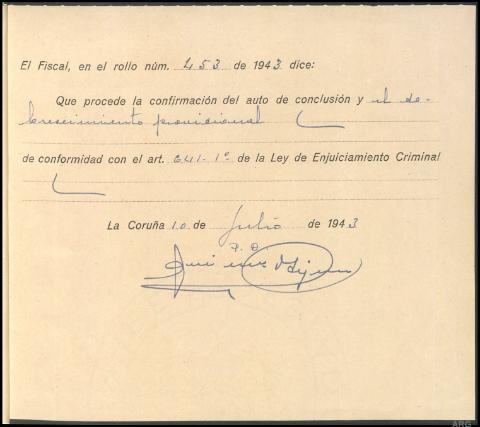 El Fiscal, en el rollo núm. 453 de 1943 dice:
Que procede la confirmación del auto de conclusión y el so-
breseimiento provisional
de conformidad con el art. 641-1º de la Ley de Enjuiciamiento Criminal
La Coruña 10 de Julio de 1943
ARG